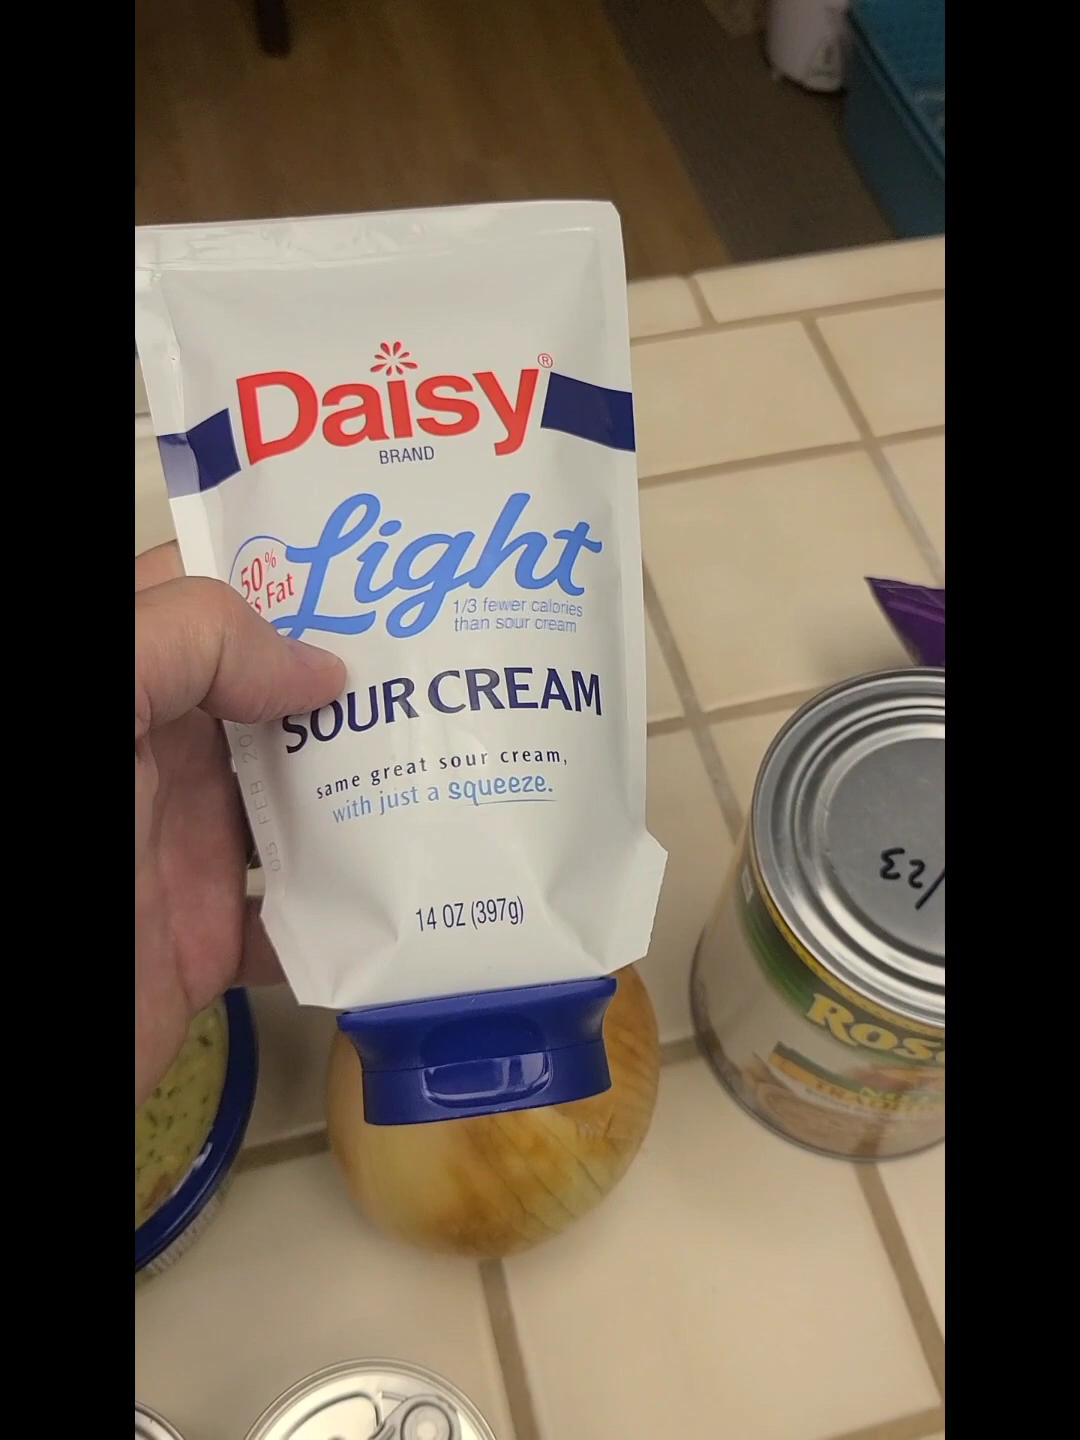 Daisy®
BRAND
Light
50%
Fat
1/3 fewer calories
than sour cream
SOUR CREAM
same great sour cream,
with just a squeeze.
05 FEB 20
14 OZ (397g)
/23